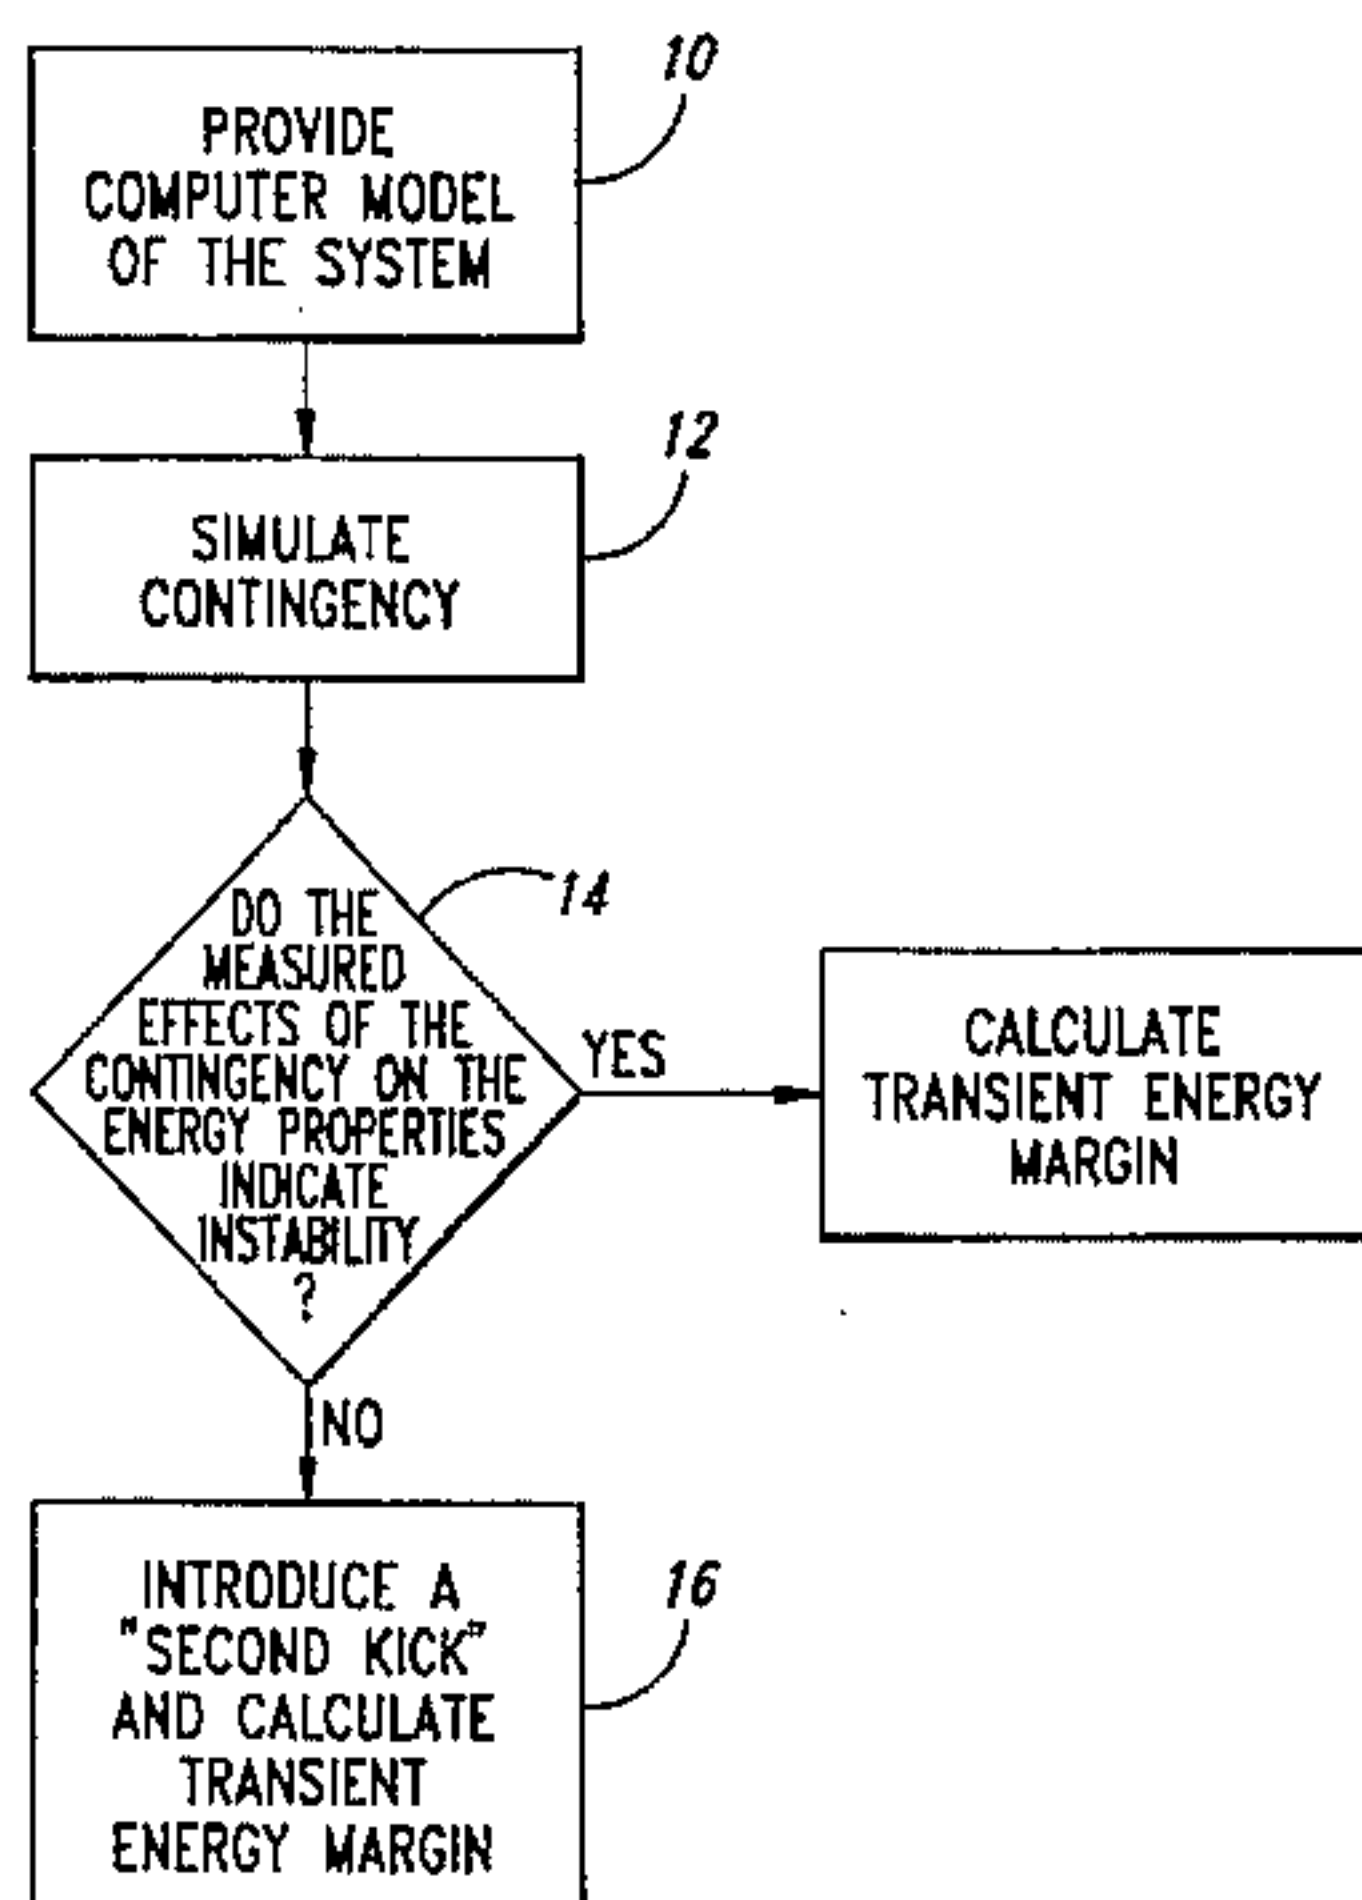 10
PROVIDE
COMPUTER MODEL
OF THE SYSTEM
12
SIMULATE
CONTINGENCY
14
DO THE
MEASURED
EFFECTS OF THE
CONTINGENCY ON THE
ENERGY PROPERTIES
INDICATE
INSTABILITY
?
YES
CALCULATE
TRANSIENT ENERGY
MARGIN
NO
16
INTRODUCE A
"SECOND KICK"
AND CALCULATE
TRANSIENT
ENERGY MARGIN